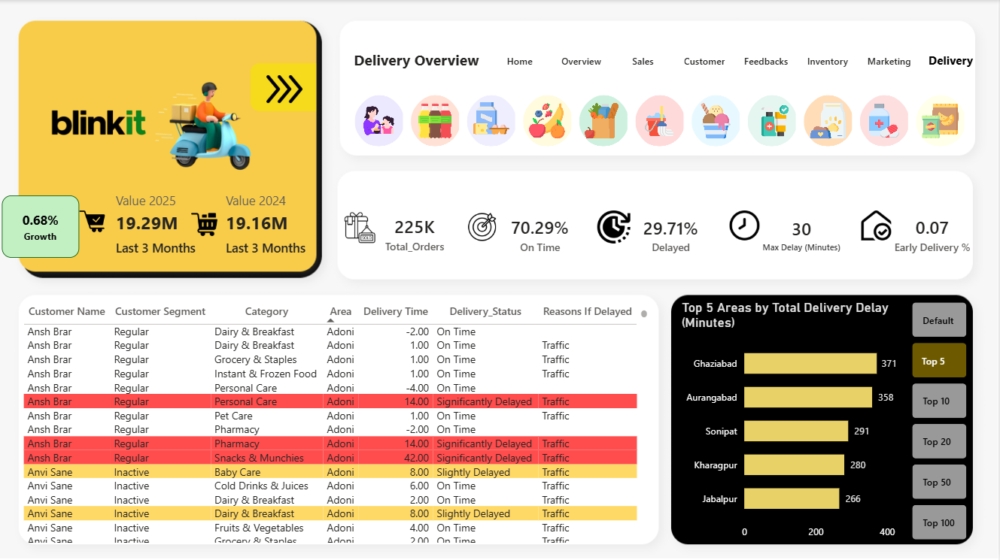 blinkit
0.68%
Growth
Value 2025
19.29M
Last 3 Months
Value 2024
19.16M
Last 3 Months
Delivery Overview Home Overview Sales Customer Feedbacks Inventory Marketing Delivery
225K
Total_Orders
SOLD
70.29%
On Time
29.71%
Delayed
30
Max Delay (Minutes)
0.07
Early Delivery %
Customer Name Customer Segment Category Area Delivery Time Delivery_Status Reasons If Delayed
Ansh Brar Regular Dairy & Breakfast Adoni -2.00 On Time
Ansh Brar Regular Dairy & Breakfast Adoni 1.00 On Time Traffic
Ansh Brar Regular Grocery & Staples Adoni 1.00 On Time Traffic
Ansh Brar Regular Instant & Frozen Food Adoni 1.00 On Time Traffic
Ansh Brar Regular Personal Care Adoni -4.00 On Time
Ansh Brar Regular Personal Care Adoni 14.00 Significantly Delayed Traffic
Ansh Brar Regular Pet Care Adoni 1.00 On Time Traffic
Ansh Brar Regular Pharmacy Adoni -2.00 On Time
Ansh Brar Regular Pharmacy Adoni 14.00 Significantly Delayed Traffic
Ansh Brar Regular Snacks & Munchies Adoni 42.00 Significantly Delayed Traffic
Anvi Sane Inactive Baby Care Adoni 8.00 Slightly Delayed Traffic
Anvi Sane Inactive Cold Drinks & Juices Adoni 6.00 On Time Traffic
Anvi Sane Inactive Dairy & Breakfast Adoni 2.00 On Time Traffic
Anvi Sane Inactive Dairy & Breakfast Adoni 8.00 Slightly Delayed Traffic
Anvi Sane Inactive Fruits & Vegetables Adoni 4.00 On Time Traffic
Anvi Sane Inactive Grocery & Staples Adoni 2.00 On Time Traffic
Top 5 Areas by Total Delivery Delay
(Minutes)
Ghaziabad 371
Aurangabad 358
Sonipat 291
Kharagpur 280
Jabalpur 266
0 200 400
Default
Top 5
Top 10
Top 20
Top 50
Top 100